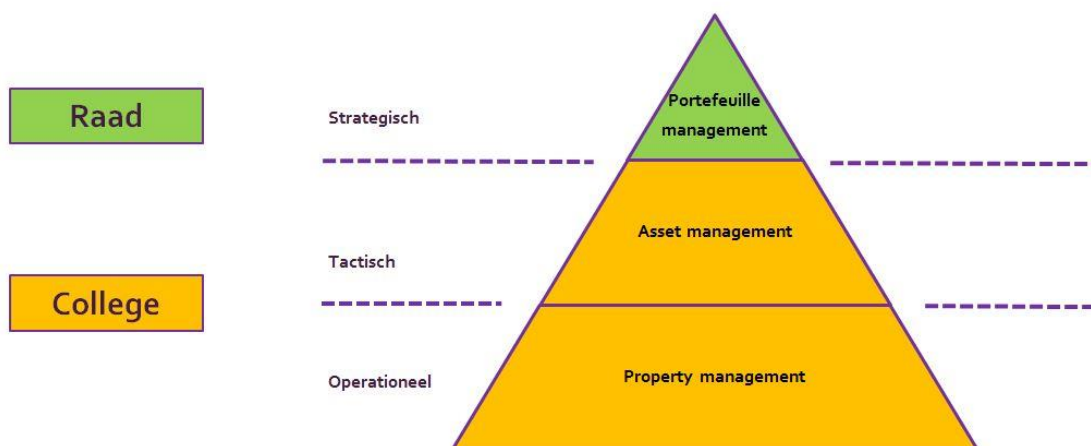 Raad
Strategisch
Portefeuille
management
Asset management
Tactisch
College
Operationeel
Property management